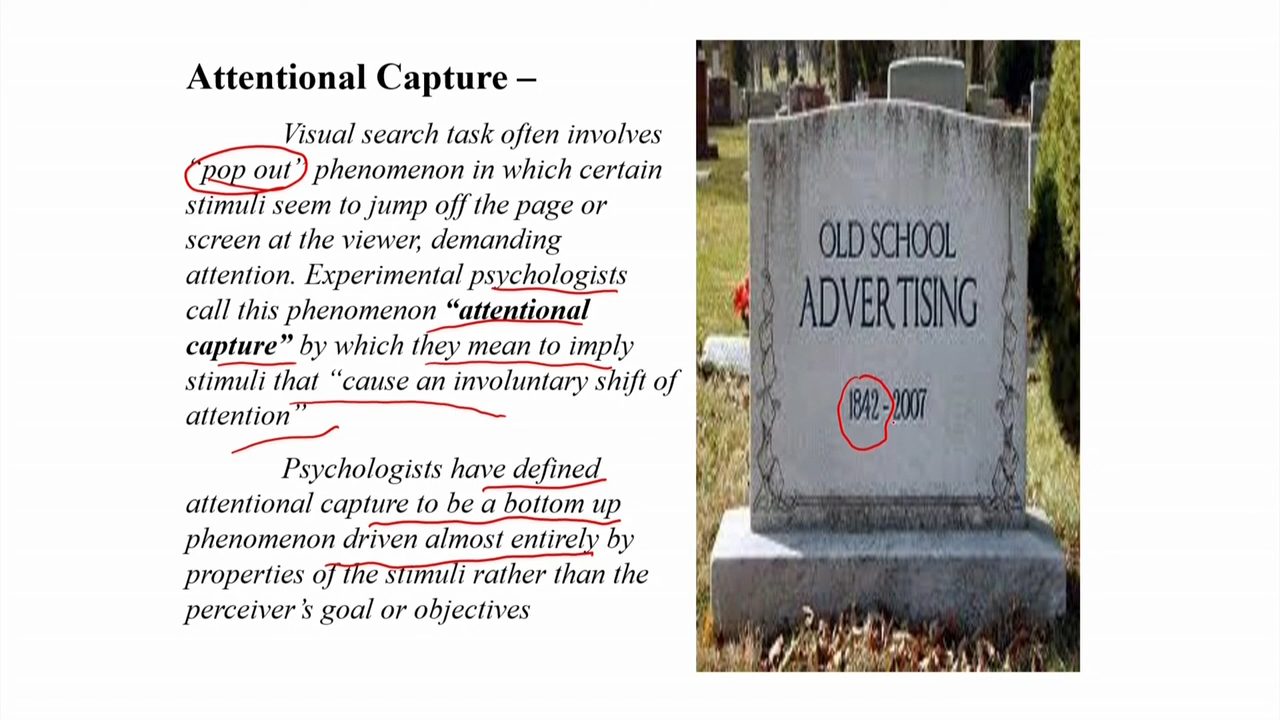 Attentional Capture –
Visual search task often involves
“pop out” phenomenon in which certain
stimuli seem to jump off the page or
screen at the viewer, demanding
attention. Experimental psychologists
call this phenomenon “attentional
capture” by which they mean to imply
stimuli that “cause an involuntary shift of
attention”
Psychologists have defined
attentional capture to be a bottom up
phenomenon driven almost entirely by
properties of the stimuli rather than the
perceiver’s goal or objectives
OLD SCHOOL
ADVERTISING
1842-2007